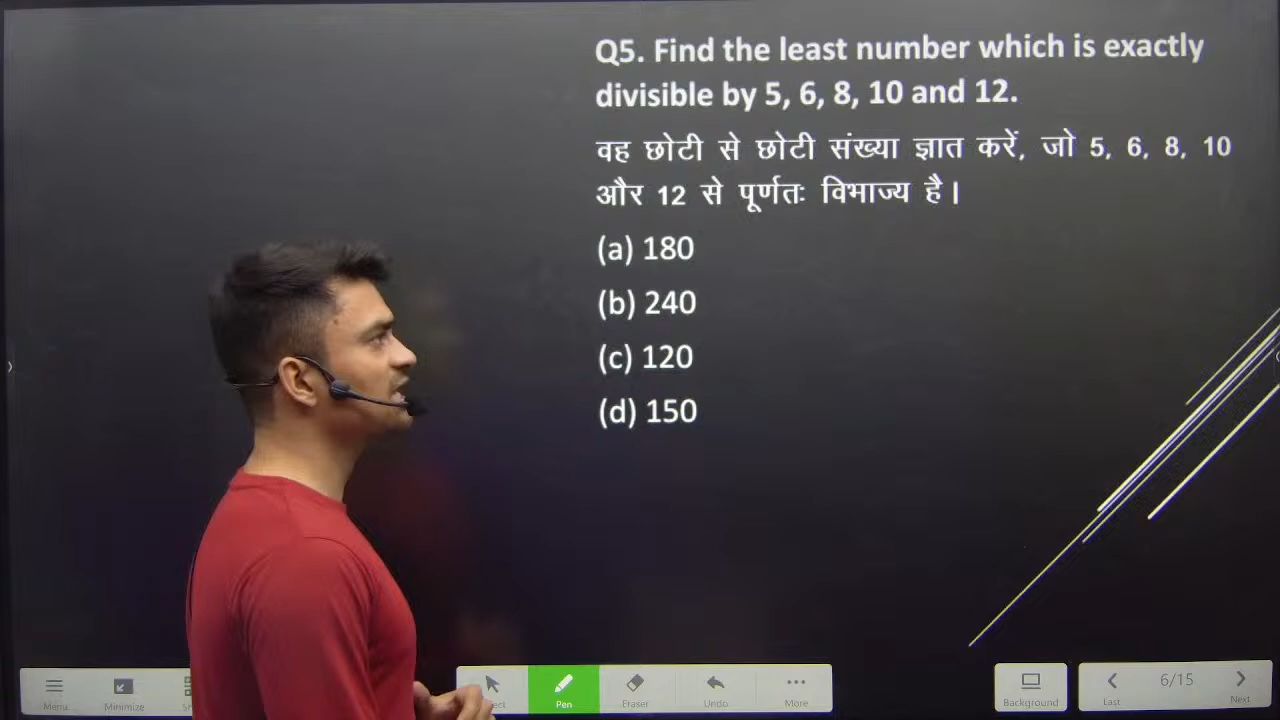 Q5. Find the least number which is exactly
divisible by 5, 6, 8, 10 and 12.
वह छोटी से छोटी संख्या ज्ञात करें, जो 5, 6, 8, 10
और 12 से पूर्णतः विभाज्य है।
(a) 180
(b) 240
(c) 120
(d) 150
Menu Minimize Pen Eraser Undo More Background Last 6/15 Next